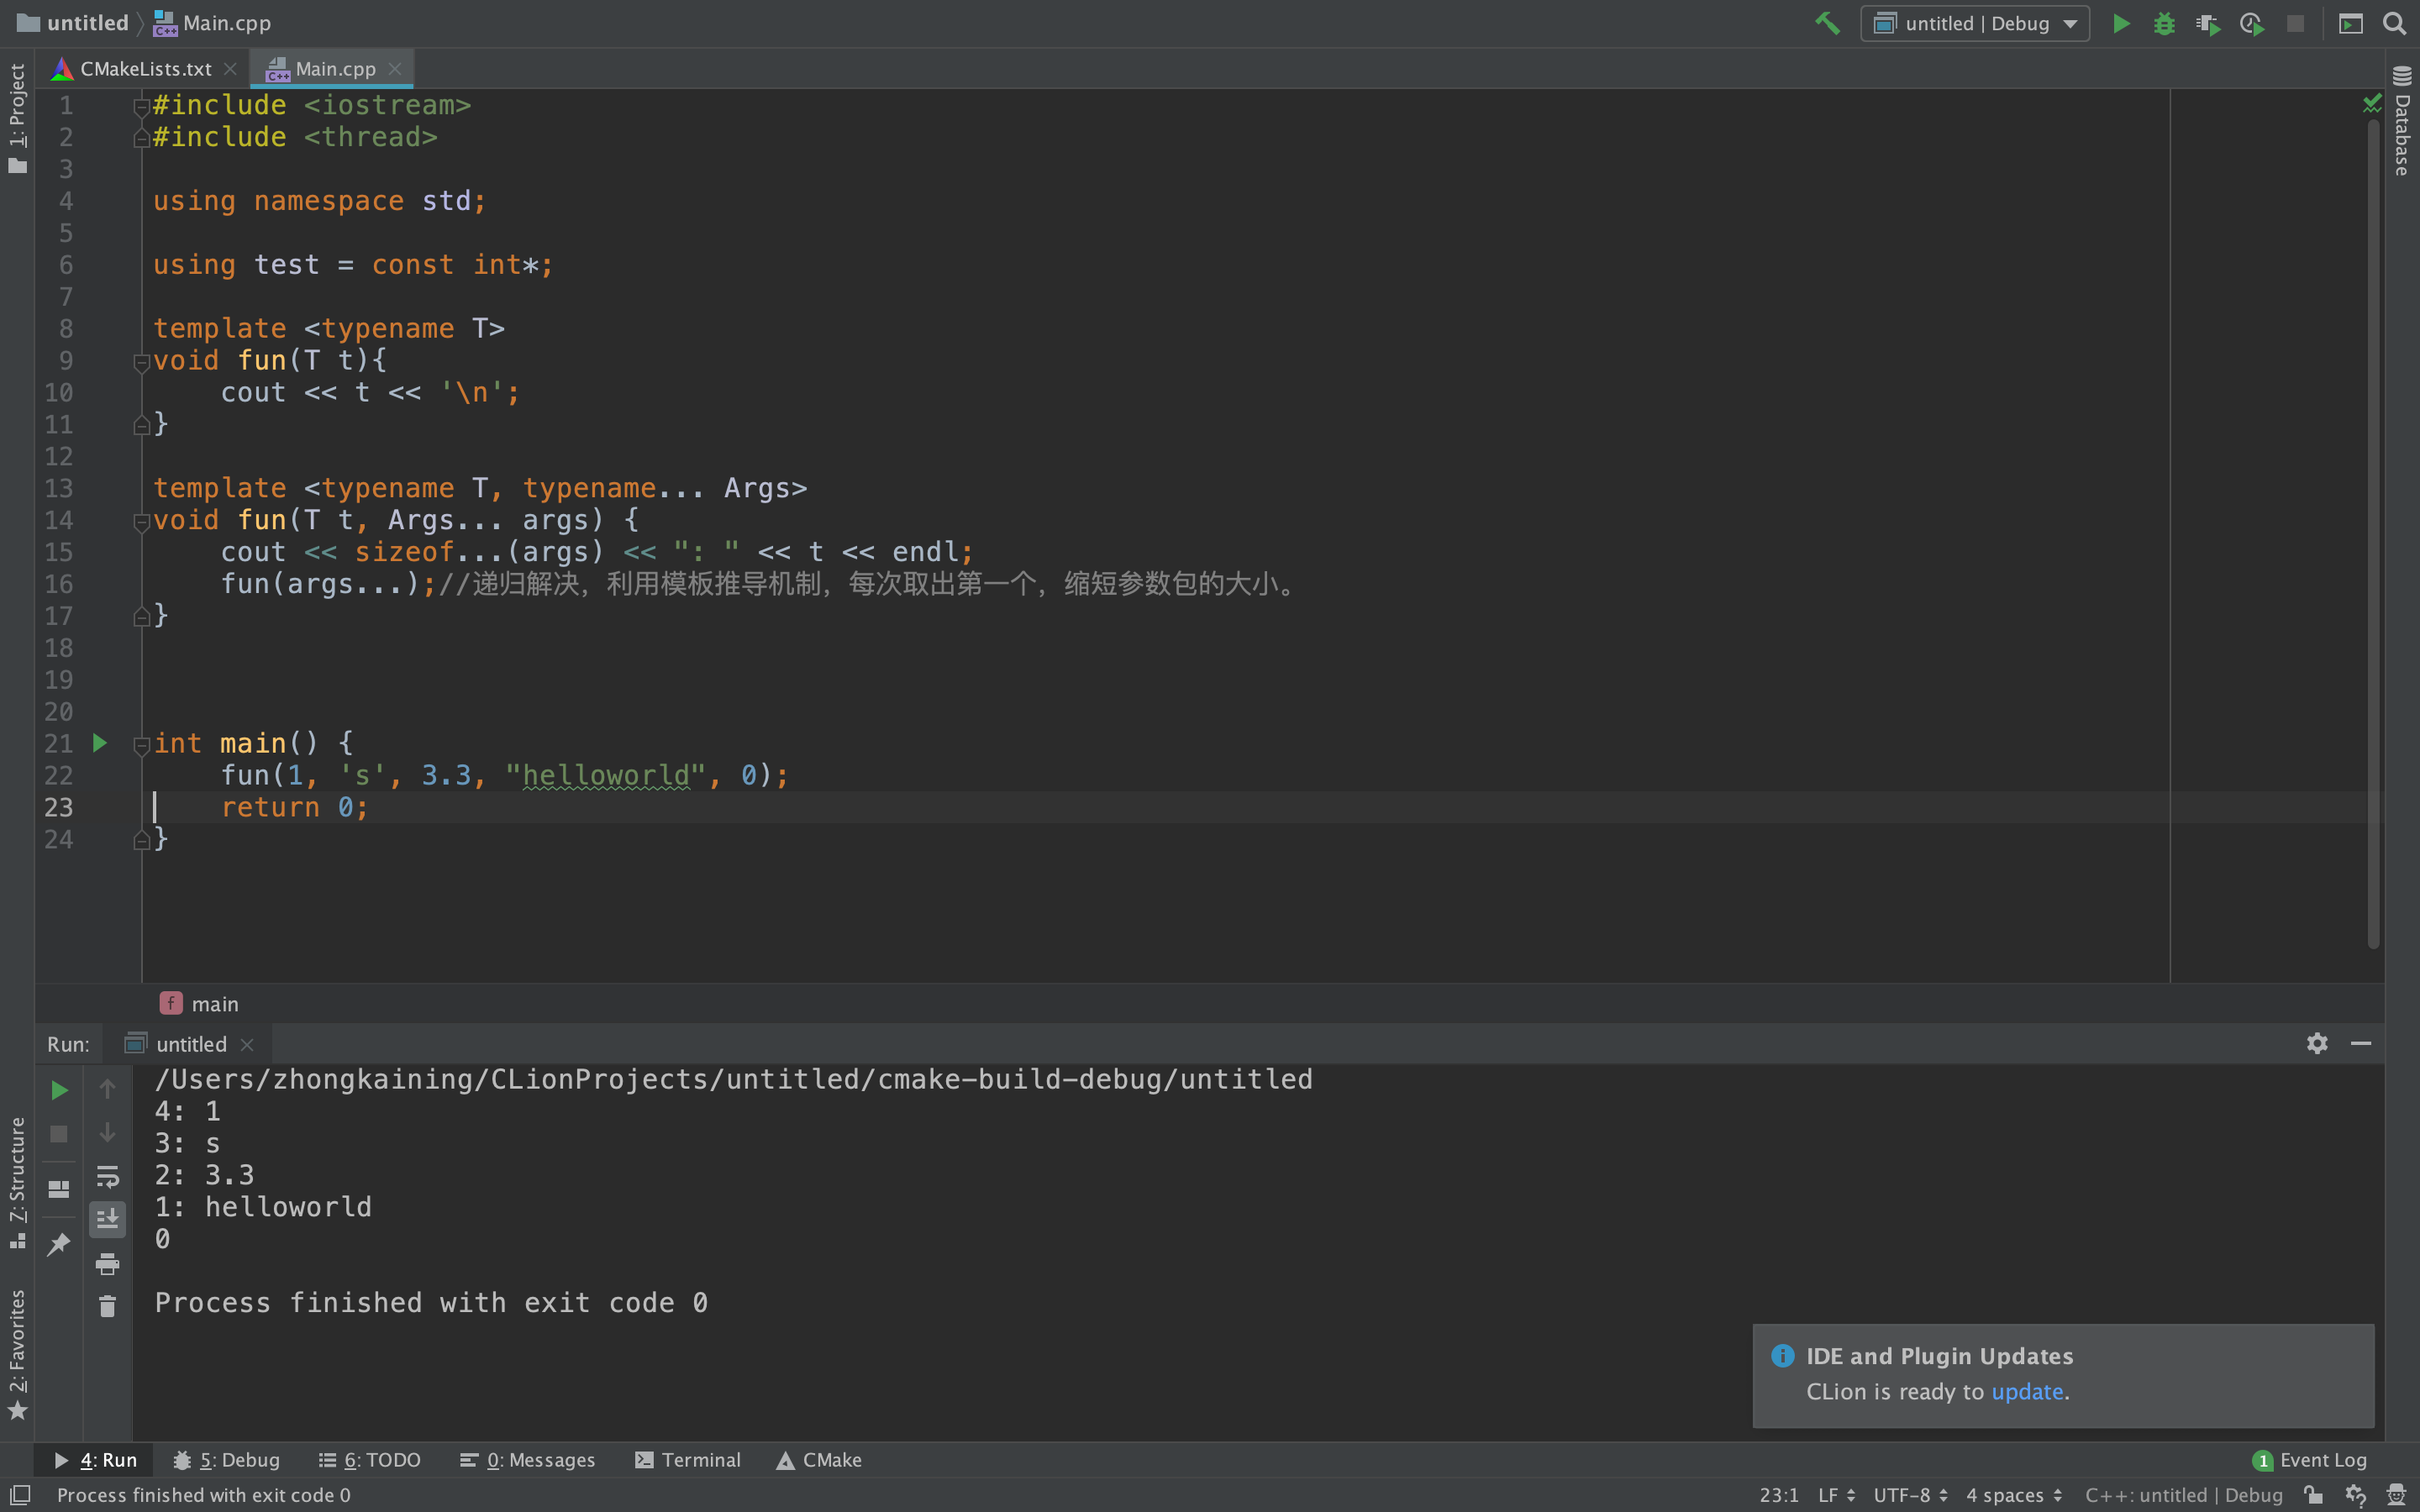 untitled Main.cpp untitled | Debug
CMakeLists.txt Main.cpp
1: Project
Database
1 #include <iostream>
2 #include <thread>
3
4 using namespace std;
5
6 using test = const int*;
7
8 template <typename T>
9 void fun(T t){
10     cout << t << '\n';
11 }
12
13 template <typename T, typename... Args>
14 void fun(T t, Args... args) {
15     cout << sizeof...(args) << ": " << t << endl;
16     fun(args...);//递归解决，利用模板推导机制，每次取出第一个，缩短参数包的大小。
17 }
18
19
20
21 int main() {
22     fun(1, 's', 3.3, "helloworld", 0);
23     return 0;
24 }
f main
Run: untitled
/Users/zhongkaining/CLionProjects/untitled/cmake-build-debug/untitled
4: 1
3: s
2: 3.3
1: helloworld
0
Process finished with exit code 0
7: Structure
2: Favorites
IDE and Plugin Updates
CLion is ready to update.
4: Run 5: Debug 6: TODO 0: Messages Terminal CMake 1 Event Log
Process finished with exit code 0 23:1 LF UTF-8 4 spaces C++: untitled | Debug